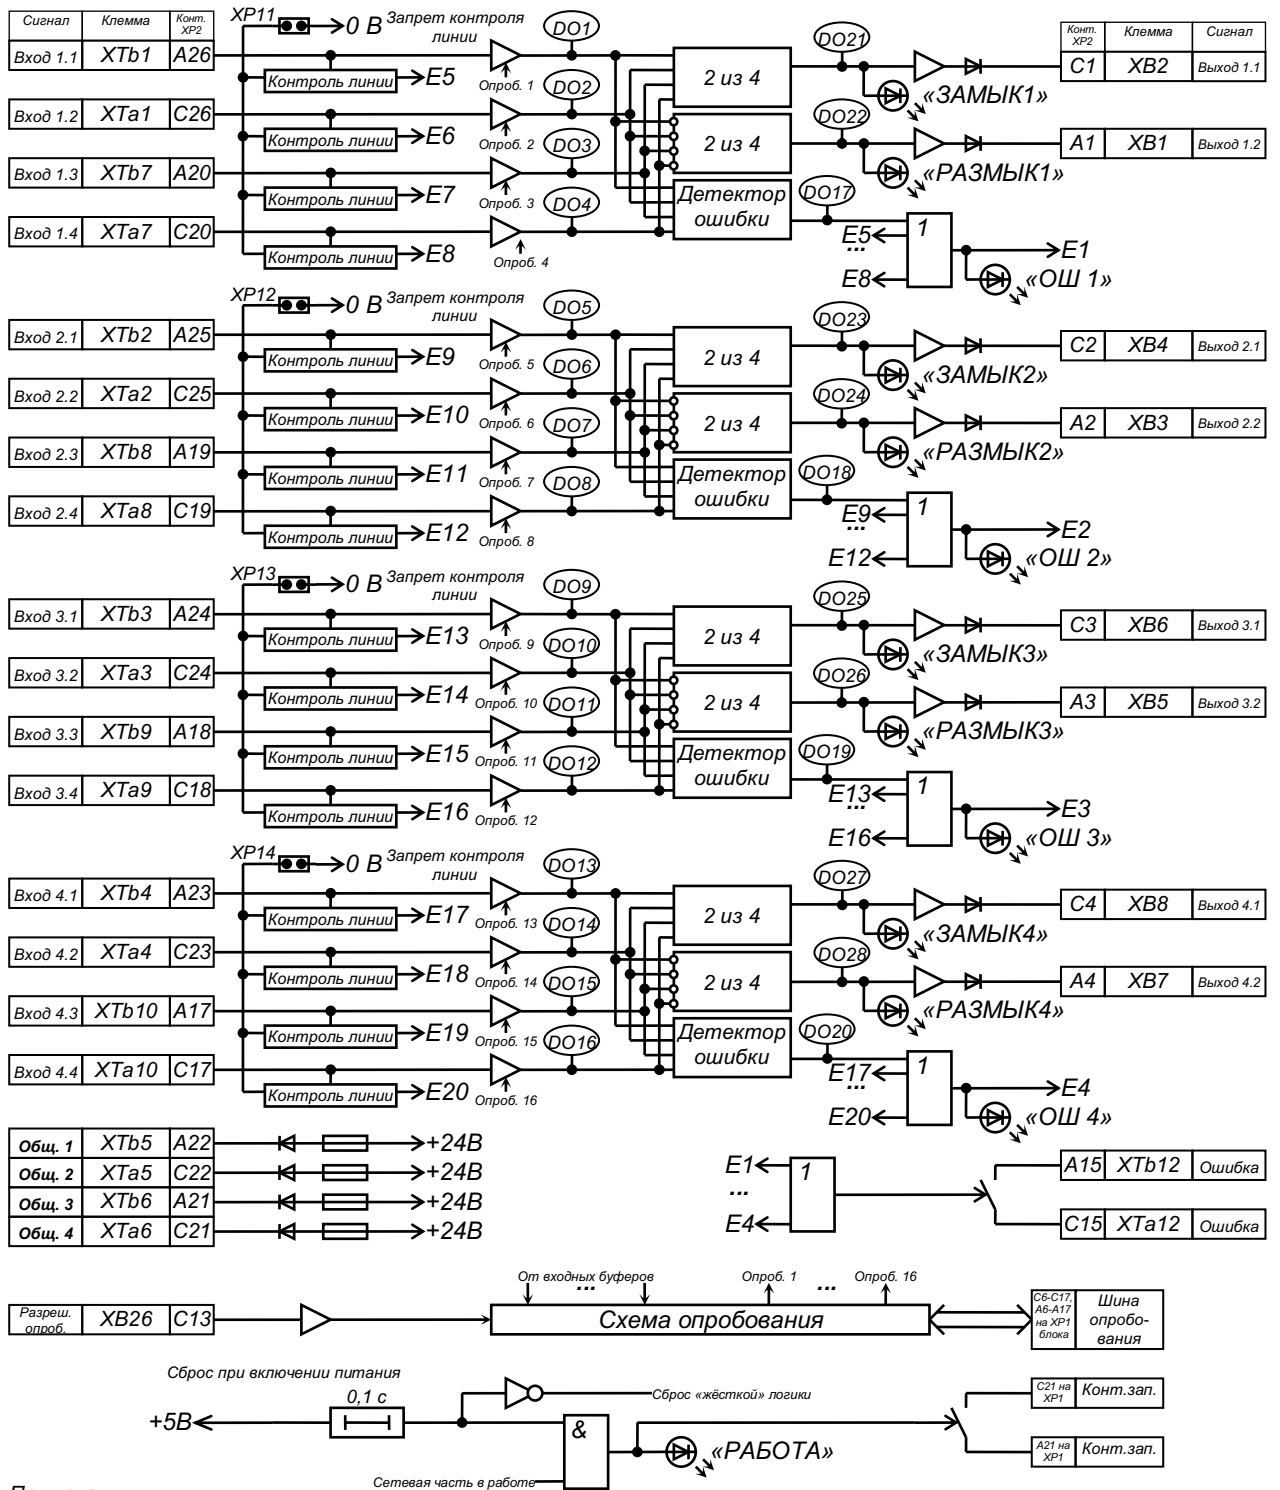 Сигнал Клемма Конт. XP2
XP11 0 В Запрет контроля линии
Конт. XP2 Клемма Сигнал
Вход 1.1 XTb1 A26
Контроль линии E5
Опроб. 1
DO1
2 из 4
DO21
«ЗАМЫК1»
C1 XB2 Выход 1.1
Вход 1.2 XTa1 C26
Контроль линии E6
Опроб. 2
DO2
2 из 4
DO22
«РАЗМЫК1»
A1 XB1 Выход 1.2
Вход 1.3 XTb7 A20
Контроль линии E7
Опроб. 3
DO3
Детектор ошибки
DO17
Вход 1.4 XTa7 C20
Контроль линии E8
Опроб. 4
DO4
E5
...
E8
1
E1
«ОШ 1»
XP12 0 В Запрет контроля линии
Вход 2.1 XTb2 A25
Контроль линии E9
Опроб. 5
DO5
2 из 4
DO23
«ЗАМЫК2»
C2 XB4 Выход 2.1
Вход 2.2 XTa2 C25
Контроль линии E10
Опроб. 6
DO6
2 из 4
DO24
«РАЗМЫК2»
A2 XB3 Выход 2.2
Вход 2.3 XTb8 A19
Контроль линии E11
Опроб. 7
DO7
Детектор ошибки
DO18
Вход 2.4 XTa8 C19
Контроль линии E12
Опроб. 8
DO8
E9
...
E12
1
E2
«ОШ 2»
XP13 0 В Запрет контроля линии
Вход 3.1 XTb3 A24
Контроль линии E13
Опроб. 9
DO9
2 из 4
DO25
«ЗАМЫК3»
C3 XB6 Выход 3.1
Вход 3.2 XTa3 C24
Контроль линии E14
Опроб. 10
DO10
2 из 4
DO26
«РАЗМЫК3»
A3 XB5 Выход 3.2
Вход 3.3 XTb9 A18
Контроль линии E15
Опроб. 11
DO11
Детектор ошибки
DO19
Вход 3.4 XTa9 C18
Контроль линии E16
Опроб. 12
DO12
E13
...
E16
1
E3
«ОШ 3»
XP14 0 В Запрет контроля линии
Вход 4.1 XTb4 A23
Контроль линии E17
Опроб. 13
DO13
2 из 4
DO27
«ЗАМЫК4»
C4 XB8 Выход 4.1
Вход 4.2 XTa4 C23
Контроль линии E18
Опроб. 14
DO14
2 из 4
DO28
«РАЗМЫК4»
A4 XB7 Выход 4.2
Вход 4.3 XTb10 A17
Контроль линии E19
Опроб. 15
DO15
Детектор ошибки
DO20
Вход 4.4 XTa10 C17
Контроль линии E20
Опроб. 16
DO16
E17
...
E20
1
E4
«ОШ 4»
Общ. 1 XTb5 A22 +24В
Общ. 2 XTa5 C22 +24В
Общ. 3 XTb6 A21 +24В
Общ. 4 XTa6 C21 +24В
E1
...
E4
1
A15 XTb12 Ошибка
C15 XTa12 Ошибка
От входных буферов
...
Опроб. 1 ... Опроб. 16
Разреш. опроб. XB26 C13
Схема опробования
C6-C17, A6-A17 на XP1 блока
Шина опробо- вания
Сброс при включении питания
0,1 с
+5В
Сброс «жёсткой» логики
&
«РАБОТА»
Сетевая часть в работе
C21 на XP1 Конт.зап.
A21 на XP1 Конт.зап.